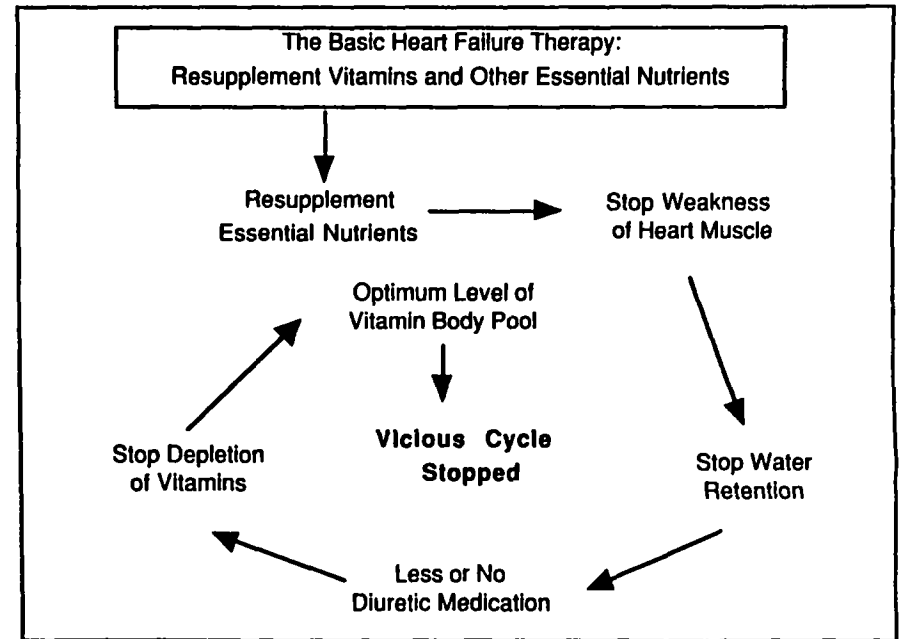 The Basic Heart Failure Therapy:
Resupplement Vitamins and Other Essential Nutrients
Resupplement
Essential Nutrients
Stop Weakness
of Heart Muscle
Optimum Level of
Vitamin Body Pool
Vicious Cycle
Stopped
Stop Depletion
of Vitamins
Stop Water
Retention
Less or No
Diuretic Medication